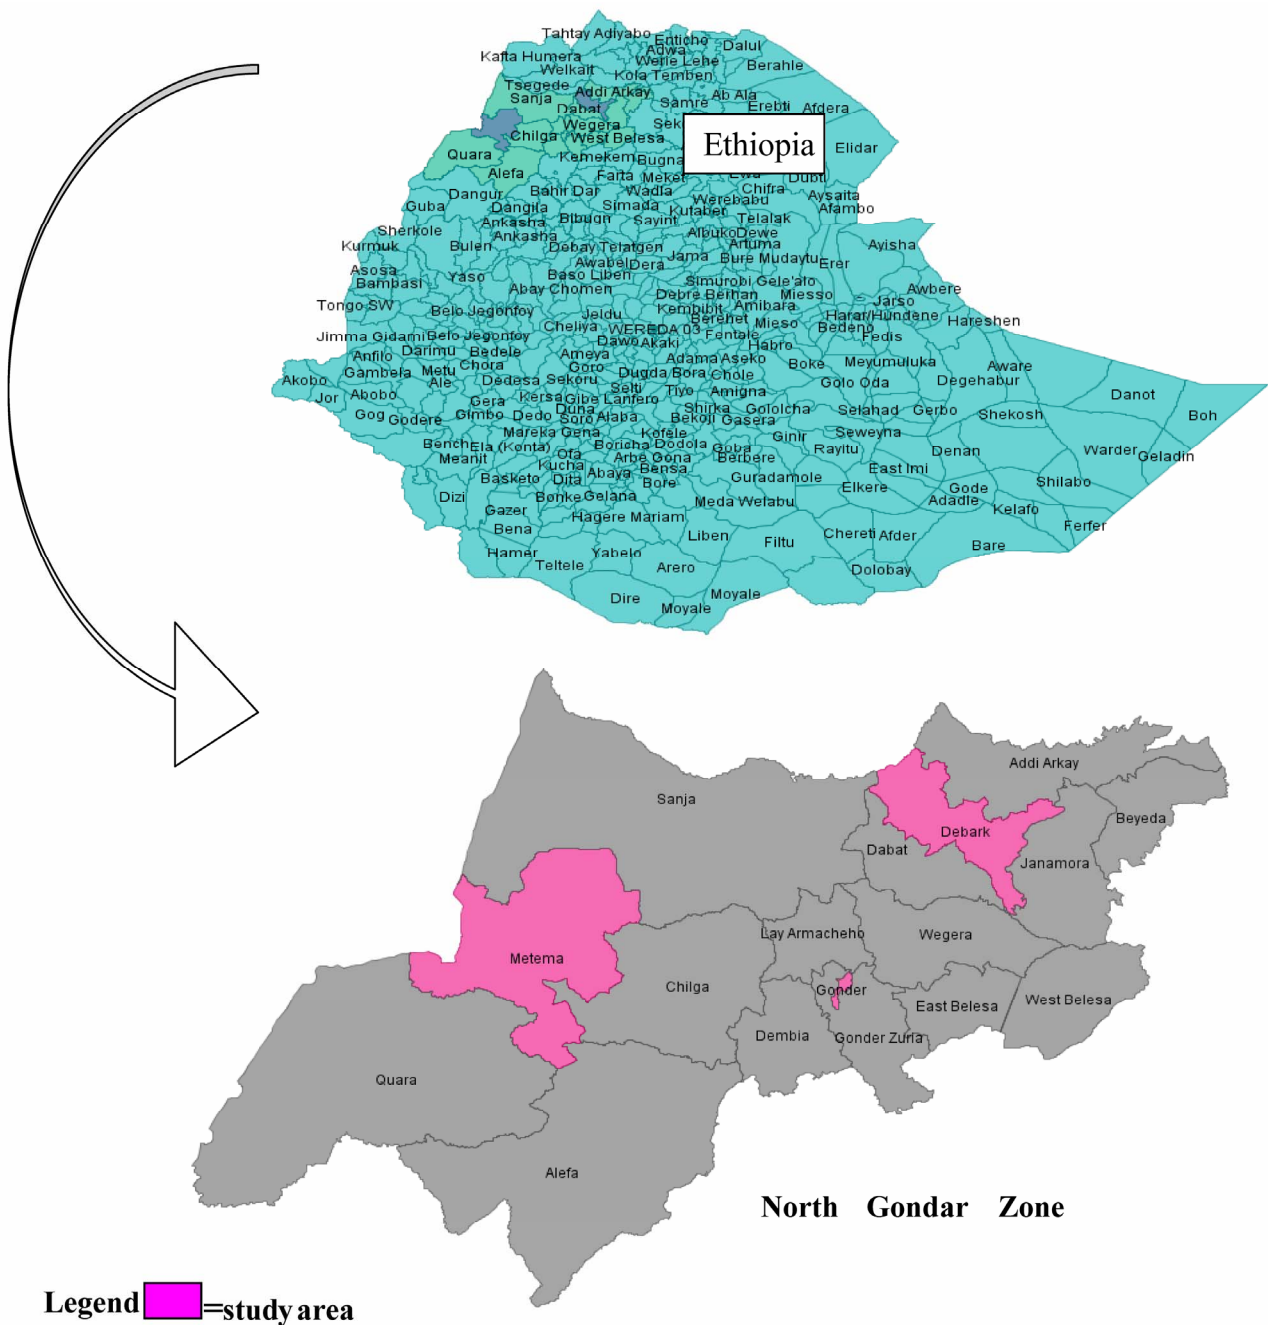 Tahtay Adiyabo
Enticho
Adwa
Dalul
Kafta Humera
Werie Lehe
Berahle
Welkait
Kola Temben
Tsegede
Addi Arkay
Ab Ala
Sanja
Dabat
Samre
Erebti
Afdera
Wegera
Chilga
West Belesa
Ethiopia
Elidar
Quara
Kemekem
Bugna
Alefa
Farta
Meket
Dubti
Dangur
Bahir Dar
Wadla
Chifra
Aysaita
Guba
Dangila
Simada
Werebabu
Afambo
Ankasha
Bibugn
Sayint
Kutaber
Telalak
Sherkole
Ankasha
Albuko
Dewe
Kurmuk
Bulen
Debay Telatgen
Artuma
Ayisha
Awabel
Dera
Jama
Bure Mudaytu
Erer
Asosa
Yaso
Baso Liben
Bambasi
Abay Chomen
Simurobi Gele'alo
Awbere
Debre Berhan
Miesso
Jarso
Tongo SW
Belo Jegonfoy
Jeldu
Kembibit
Amibara
Harar/Hundene
Cheliya
WEREDA 03
Berehet
Mieso
Bedeno
Hareshen
Jimma Gidami
Belo Jegonfoy
Dawo
Akaki
Fentale
Habro
Fedis
Anfilo
Darimu
Bedele
Ameya
Adama
Aseko
Boke
Meyumuluka
Aware
Gambela
Metu
Chora
Goro
Dugda Bora
Chole
Akobo
Ale
Dedesa
Sekoru
Golo Oda
Degehabur
Jor
Abobo
Selti
Tiyo
Amigna
Danot
Gera
Kersa
Gibe
Lanfero
Gog
Godere
Gimbo
Dedo
Duna
Soro
Alaba
Shirka
Bekoji
Gololcha
Gasera
Selahad
Gerbo
Shekosh
Boh
Mareka Gena
Kofele
Ginir
Seweyna
Bench
Ela (Konta)
Boricha
Dodola
Goba
Rayitu
Denan
Warder
Geladin
Meanit
Ofa
Arbe Gona
Berbere
Kucha
Bensa
East Imi
Basketo
Dita
Abaya
Bore
Guradamole
Elkere
Gode
Shilabo
Dizi
Bonke
Gelana
Meda Welabu
Adadle
Kelafo
Gazer
Hagere Mariam
Ferfer
Bena
Liben
Filtu
Chereti
Afder
Bare
Hamer
Yabelo
Teltele
Arero
Dolobay
Dire
Moyale
Moyale
Addi Arkay
Sanja
Beyeda
Debark
Dabat
Janamora
Lay Armacheho
Wegera
Metema
Chilga
Gonder
West Belesa
East Belesa
Dembia
Gonder Zuria
Quara
Alefa
North Gondar Zone
Legend =study area